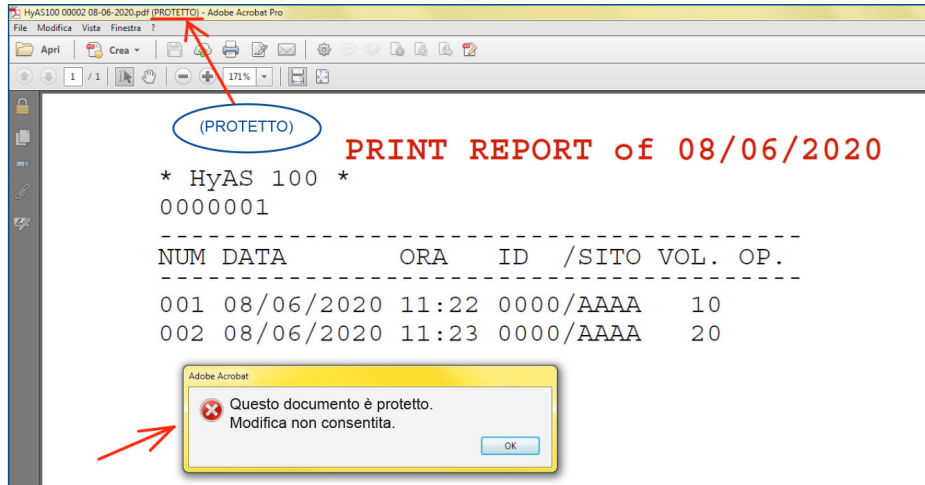 HyAS100 00002 08-06-2020.pdf (PROTETTO) - Adobe Acrobat Pro
File Modifica Vista Finestra ?
Apri Crea
1 / 1 171%
(PROTETTO)
PRINT REPORT of 08/06/2020
* HyAS 100 *
0000001
----------------------------------------
NUM DATA ORA ID /SITO VOL. OP.
----------------------------------------
001 08/06/2020 11:22 0000/AAAA 10
002 08/06/2020 11:23 0000/AAAA 20
Adobe Acrobat
Questo documento è protetto.
Modifica non consentita.
OK